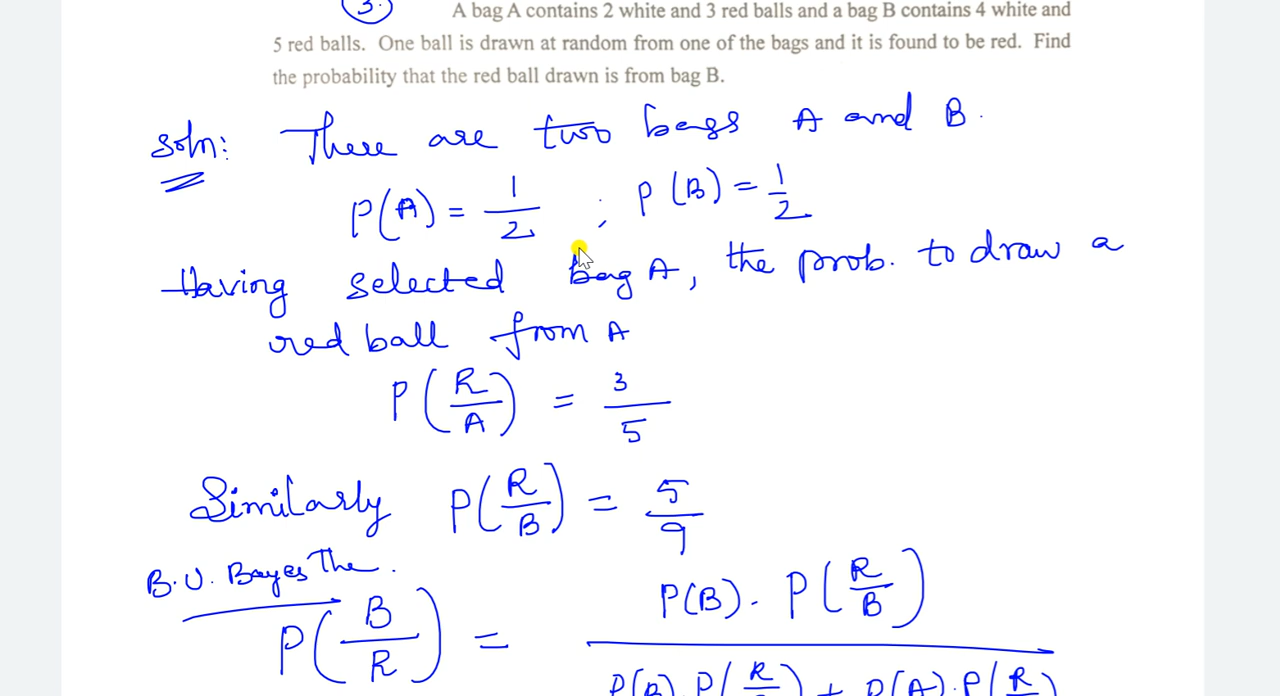 3.
A bag A contains 2 white and 3 red balls and a bag B contains 4 white and
5 red balls. One ball is drawn at random from one of the bags and it is found to be red. Find
the probability that the red ball drawn is from bag B.
Soln: There are two bags A and B.
P(A) = 1/2 ; P(B) = 1/2
Having selected bag A, the prob. to draw a
red ball from A
P(R/A) = 3/5
Similarly P(R/B) = 5/9
B.U. Bayes The.
P(B/R) = P(B). P(R/B)